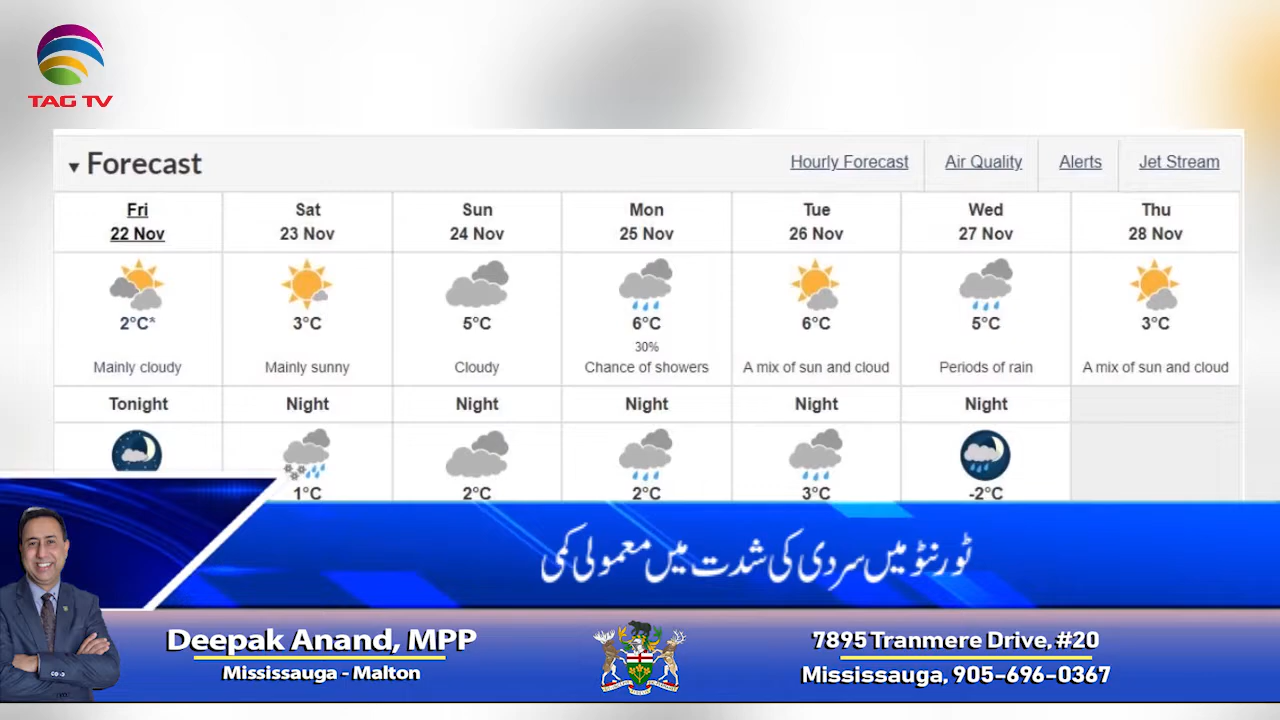 TAG TV
▾ Forecast
Hourly Forecast Air Quality Alerts Jet Stream
Fri Sat Sun Mon Tue Wed Thu
22 Nov 23 Nov 24 Nov 25 Nov 26 Nov 27 Nov 28 Nov
2°C* 3°C 5°C 6°C 6°C 5°C 3°C
30%
Mainly cloudy Mainly sunny Cloudy Chance of showers A mix of sun and cloud Periods of rain A mix of sun and cloud
Tonight Night Night Night Night Night
1°C 2°C 2°C 3°C -2°C
ٹورنٹو میں سردی کی شدت میں معمولی کمی
Deepak Anand, MPP
Mississauga - Malton
7895 Tranmere Drive, #20
Mississauga, 905-696-0367